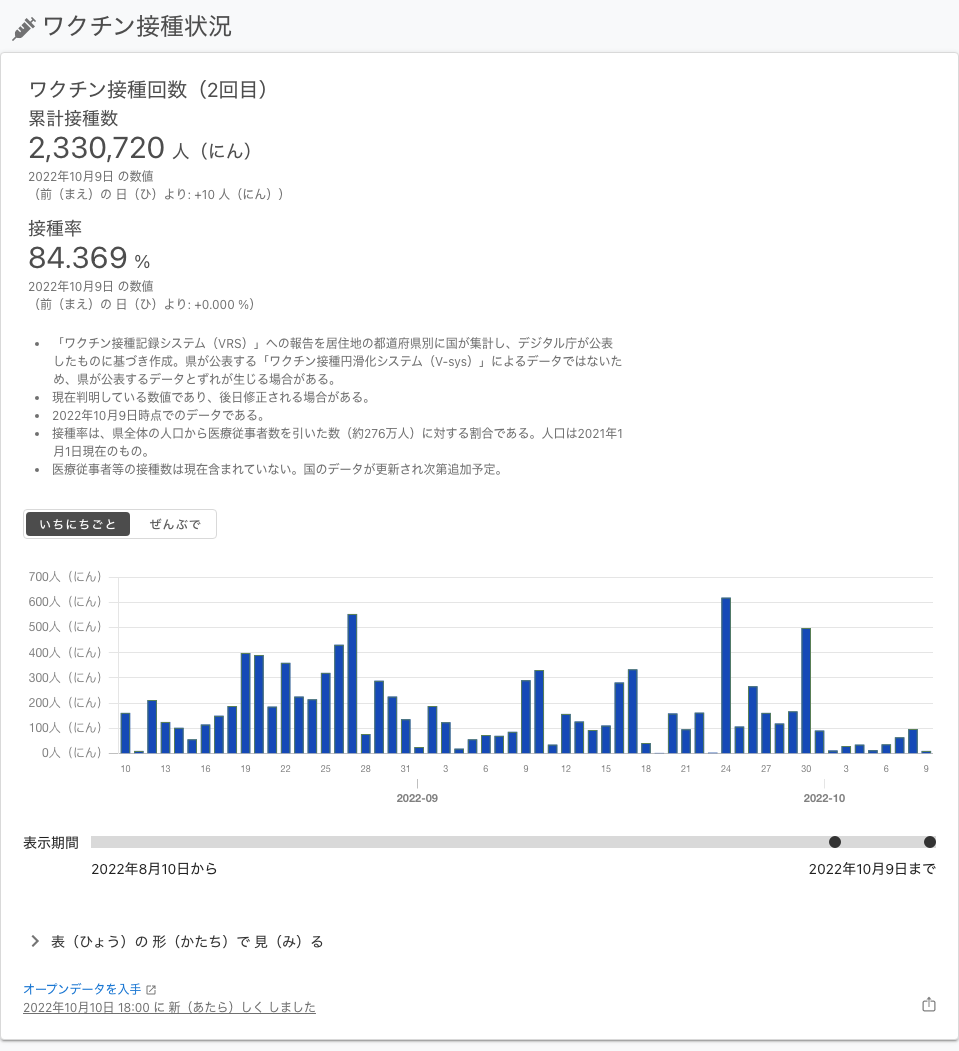 ワクチン接種状況
ワクチン接種回数（2回目）
累計接種数
2,330,720 人（にん）
2022年10月9日 の数値
（前（まえ）の 日（ひ）より: +10 人（にん））
接種率
84.369 %
2022年10月9日 の数値
（前（まえ）の 日（ひ）より: +0.000 %）
• 「ワクチン接種記録システム（VRS）」への報告を居住地の都道府県別に国が集計し、デジタル庁が公表
したものに基づき作成。県が公表する「ワクチン接種円滑化システム（V-sys）」によるデータではないた
め、県が公表するデータとずれが生じる場合がある。
• 現在判明している数値であり、後日修正される場合がある。
• 2022年10月9日時点でのデータである。
• 接種率は、県全体の人口から医療従事者数を引いた数（約276万人）に対する割合である。人口は2021年1
月1日現在のもの。
• 医療従事者等の接種数は現在含まれていない。国のデータが更新され次第追加予定。
いちにちごと ぜんぶで
700人（にん）
600人（にん）
500人（にん）
400人（にん）
300人（にん）
200人（にん）
100人（にん）
0人（にん）
10 13 16 19 22 25 28 31 3 6 9 12 15 18 21 24 27 30 3 6 9
2022-09 2022-10
表示期間
2022年8月10日から 2022年10月9日まで
表（ひょう）の 形（かたち）で 見（み）る
オープンデータを入手
2022年10月10日 18:00 に 新（あたら）しく しました